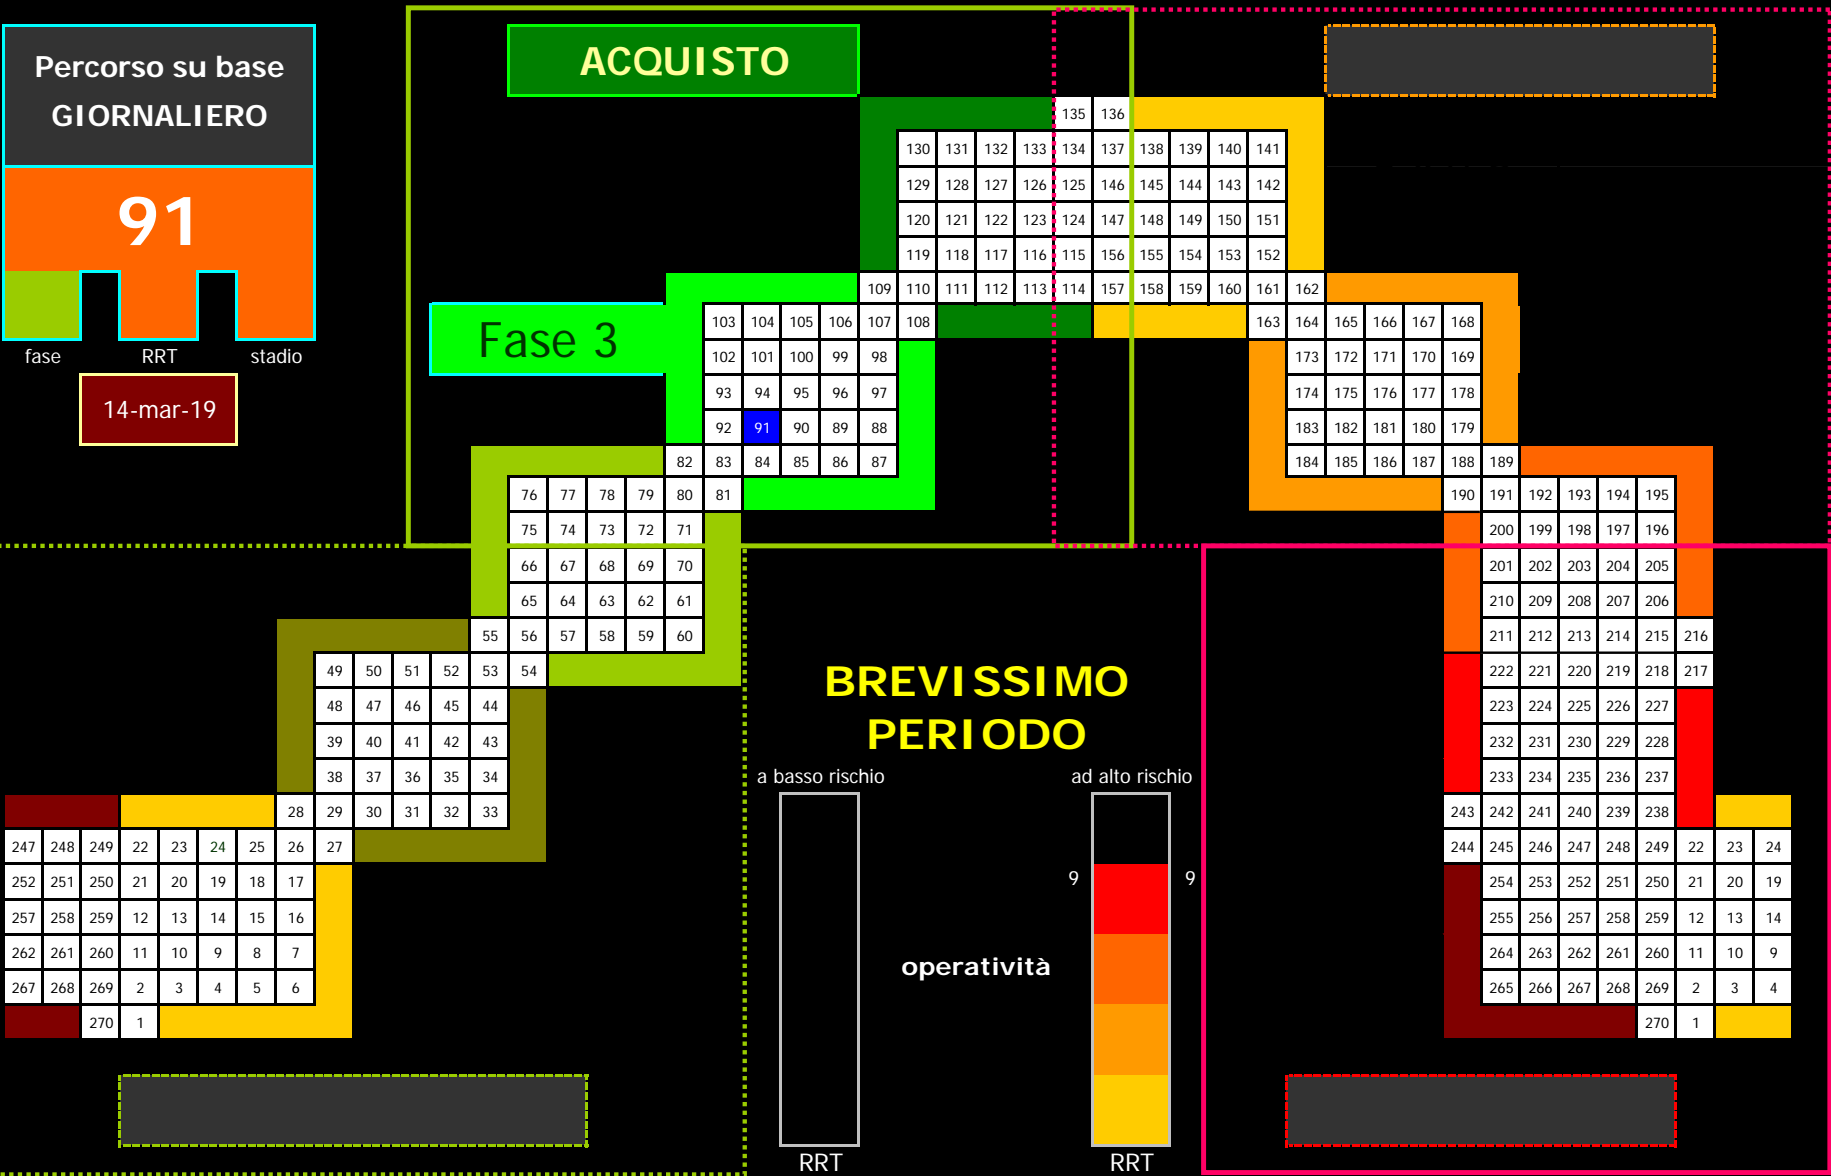 Percorso su base
GIORNALIERO
91
fase RRT stadio
14-mar-19
ACQUISTO
Fase 3
135 136
130 131 132 133 134 137 138 139 140 141
129 128 127 126 125 146 145 144 143 142
120 121 122 123 124 147 148 149 150 151
119 118 117 116 115 156 155 154 153 152
109 110 111 112 113 114 157 158 159 160 161 162
103 104 105 106 107 108 163 164 165 166 167 168
102 101 100 99 98 173 172 171 170 169
93 94 95 96 97 174 175 176 177 178
92 91 90 89 88 183 182 181 180 179
82 83 84 85 86 87 184 185 186 187 188 189
76 77 78 79 80 81 190 191 192 193 194 195
75 74 73 72 71 200 199 198 197 196
66 67 68 69 70 201 202 203 204 205
65 64 63 62 61 210 209 208 207 206
55 56 57 58 59 60 211 212 213 214 215 216
49 50 51 52 53 54 222 221 220 219 218 217
48 47 46 45 44 223 224 225 226 227
39 40 41 42 43 232 231 230 229 228
38 37 36 35 34 233 234 235 236 237
28 29 30 31 32 33 243 242 241 240 239 238
247 248 249 22 23 24 25 26 27 244 245 246 247 248 249 22 23 24
252 251 250 21 20 19 18 17 254 253 252 251 250 21 20 19
257 258 259 12 13 14 15 16 255 256 257 258 259 12 13 14
262 261 260 11 10 9 8 7 264 263 262 261 260 11 10 9
267 268 269 2 3 4 5 6 265 266 267 268 269 2 3 4
270 1 270 1
BREVISSIMO
PERIODO
a basso rischio ad alto rischio
9 9
operatività
RRT RRT